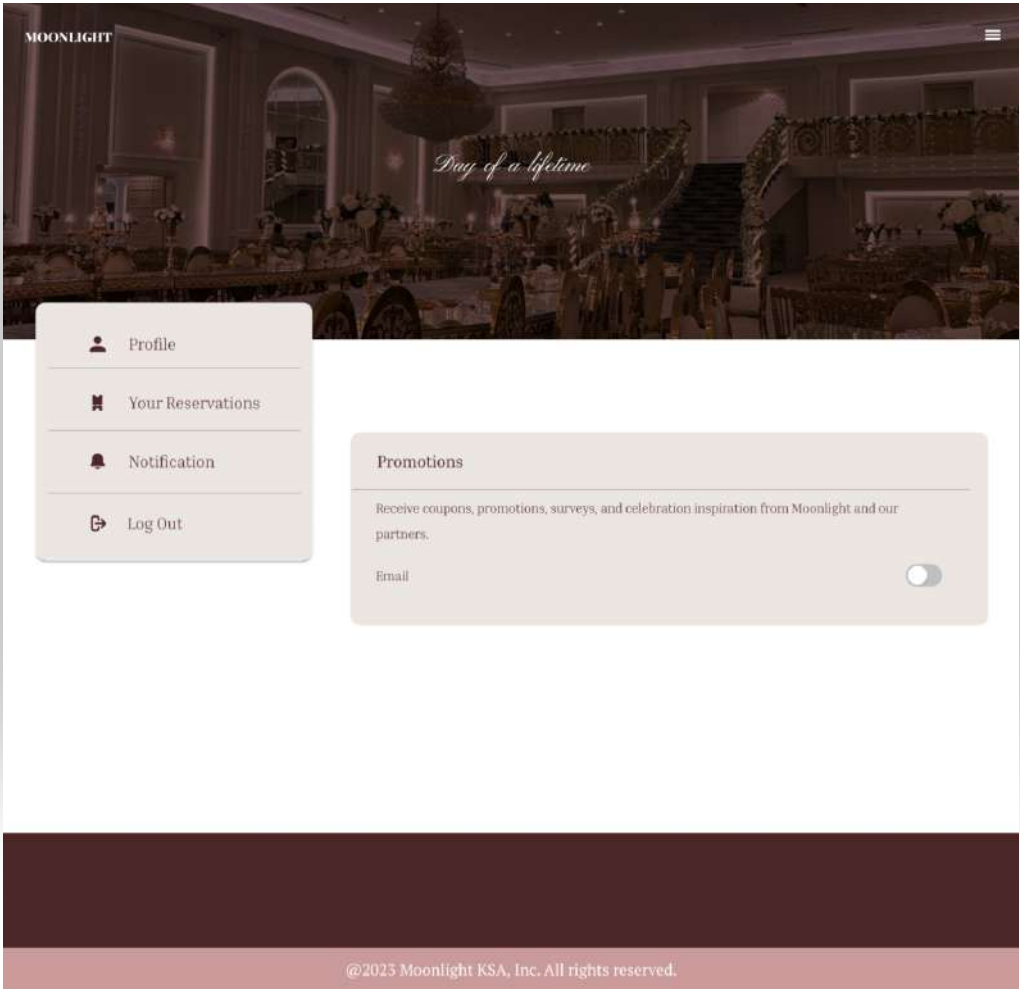 MOONLIGHT
Day of a lifetime
Profile
Your Reservations
Notification
Log Out
Promotions
Receive coupons, promotions, surveys, and celebration inspiration from Moonlight and our
partners.
Email
@2023 Moonlight KSA, Inc. All rights reserved.